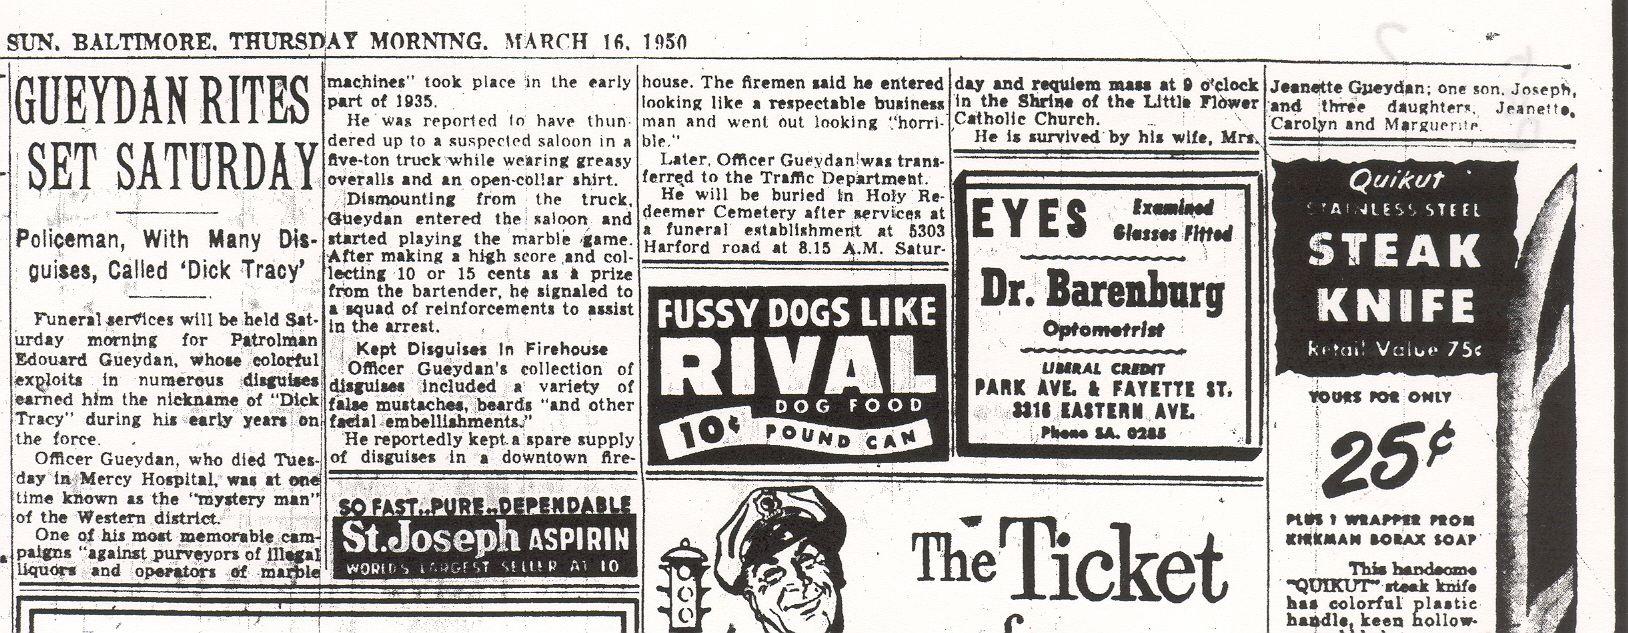 SUN, BALTIMORE, THURSDAY MORNING, MARCH 16, 1950
GUEYDAN RITES
SET SATURDAY
Policeman, With Many Dis-
guises, Called 'Dick Tracy'
Funeral services will be held Sat-
urday morning for Patrolman
Edouard Gueydan, whose colorful
exploits in numerous disguises
earned him the nickname of "Dick
Tracy" during his early years on
the force.
Officer Gueydan, who died Tues-
day in Mercy Hospital, was at one
time known as the "mystery man"
of the Western district.
One of his most memorable cam-
paigns "against purveyors of illegal
liquors and operators of marble
machines" took place in the early
part of 1935.
He was reported to have thun-
dered up to a suspected saloon in a
five-ton truck while wearing greasy
overalls and an open-collar shirt.
Dismounting from the truck,
Gueydan entered the saloon and
started playing the marble game.
After making a high score and col-
lecting 10 or 15 cents as a prize
from the bartender, he signaled to
a squad of reinforcements to assist
in the arrest.
Kept Disguises In Firehouse
Officer Gueydan's collection of
disguises included a variety of
false mustaches, beards "and other
facial embellishments."
He reportedly kept a spare supply
of disguises in a downtown fire-
house. The firemen said he entered
looking like a respectable business
man and went out looking "horri-
ble."
Later, Officer Gueydan was trans-
ferred to the Traffic Department.
He will be buried in Holy Re-
deemer Cemetery after services at
a funeral establishment at 5303
Harford road at 8.15 A.M. Satur-
day and requiem mass at 9 o'clock
in the Shrine of the Little Flower
Catholic Church.
He is survived by his wife, Mrs.
Jeanette Gueydan; one son, Joseph,
and three daughters, Jeanette,
Carolyn and Marguerite.
SO FAST..PURE..DEPENDABLE
St. Joseph ASPIRIN
WORLD'S LARGEST SELLER AT 10
FUSSY DOGS LIKE
RIVAL
DOG FOOD
10¢ POUND CAN
EYES Examined
Glasses Fitted
Dr. Barenburg
Optometrist
LIBERAL CREDIT
PARK AVE. & FAYETTE ST.
3316 EASTERN AVE.
Phone SA. 0285
The Ticket
Quikut
STAINLESS STEEL
STEAK
KNIFE
Retail Value 75¢
YOURS FOR ONLY
25¢
PLUS 1 WRAPPER FROM
KIRKMAN BORAX SOAP
This handsome
"QUIKUT" steak knife
has colorful plastic
handle, keen hollow-